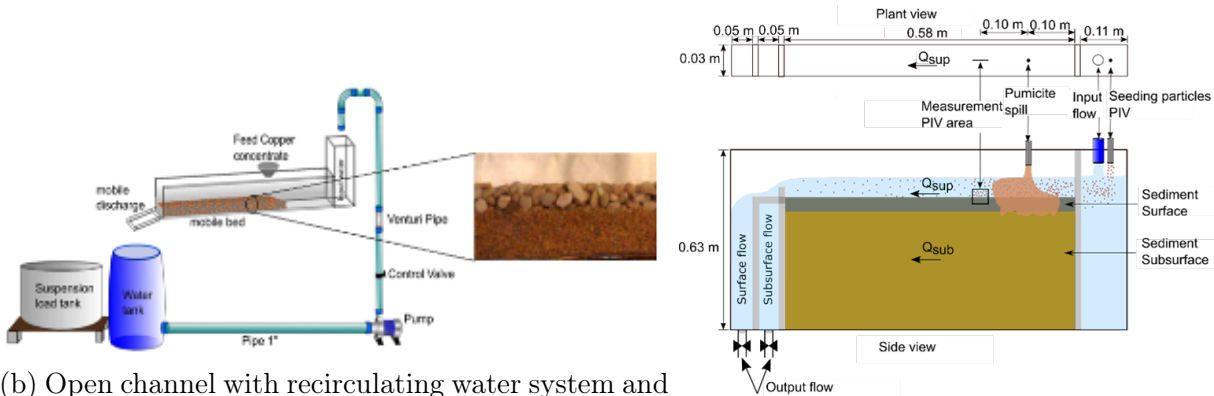 Feed Copper
concentrate
mobile
discharge
mobile bed
Venturi Pipe
Control Valve
Suspension
load tank
Water
tank
Pump
Pipe 1"
(b) Open channel with recirculating water system and
Plant view
0.05 m
0.05 m
0.58 m
0.10 m
0.10 m
0.11 m
0.03 m
Qsup
Measurement
PIV area
Pumicite
spill
Input
flow
Seeding particles
PIV
Qsup
Sediment
Surface
0.63 m
Qsub
Sediment
Subsurface
Surface flow
Subsurface flow
Side view
Output flow